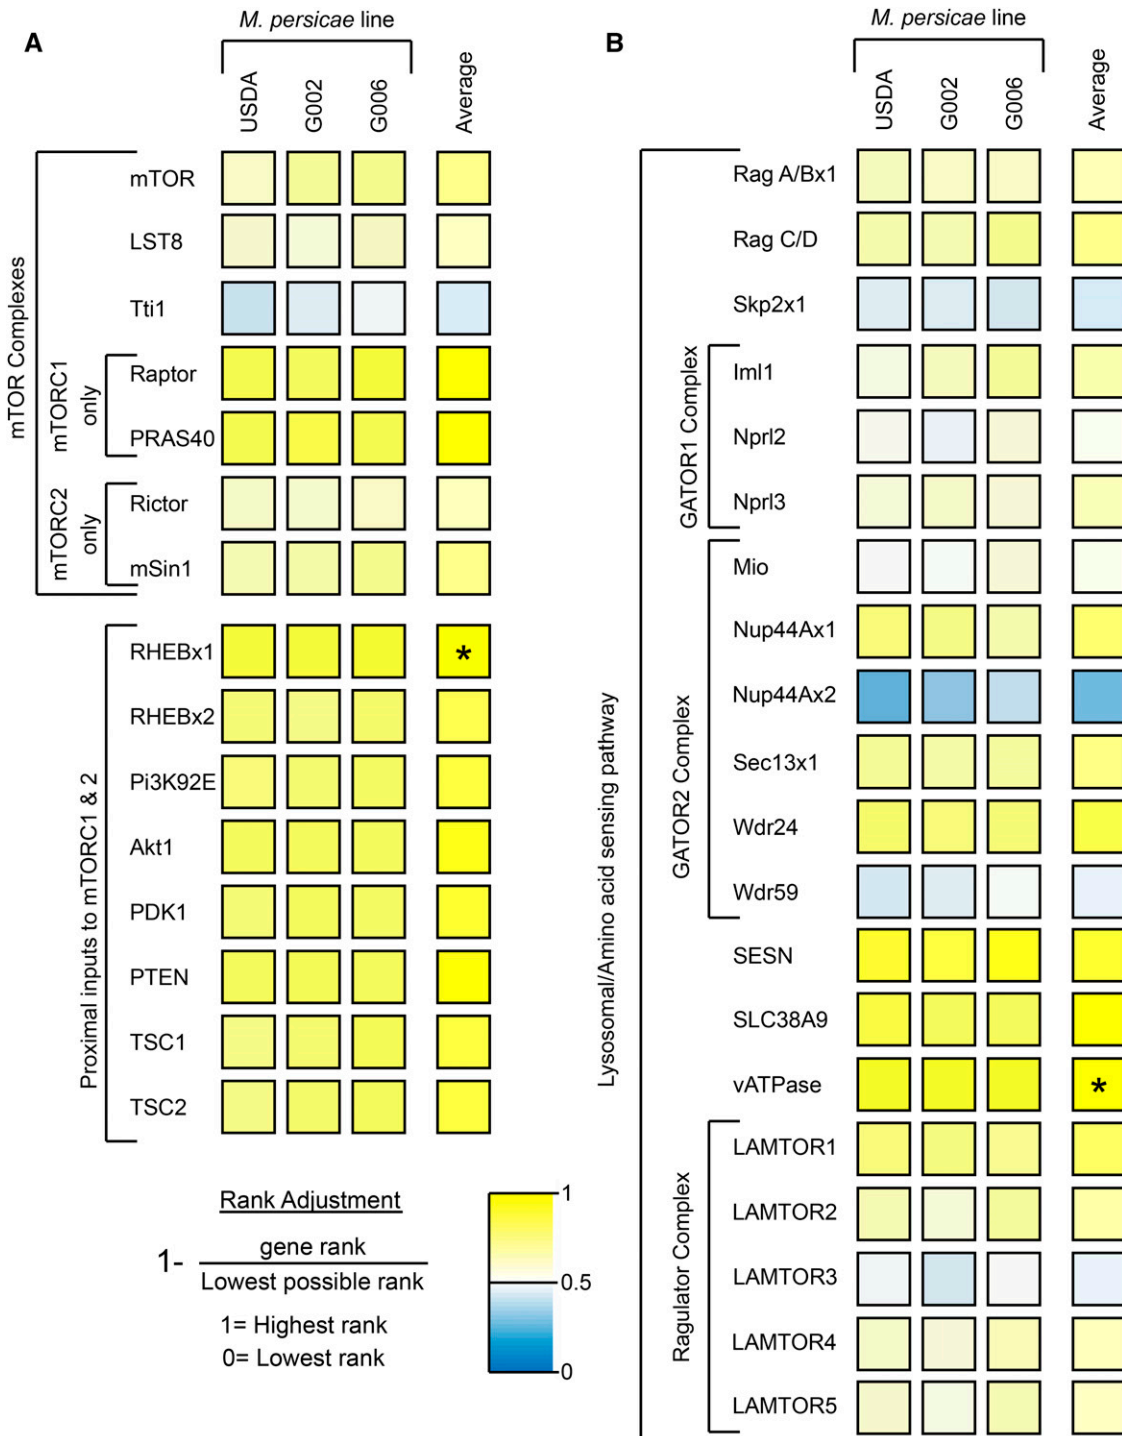 A
M. persicae line
USDA
G002
G006
Average
mTOR Complexes
mTOR
LST8
Tti1
mTORC1
only
Raptor
PRAS40
mTORC2
only
Rictor
mSin1
Proximal inputs to mTORC1 & 2
RHEBx1
*
RHEBx2
Pi3K92E
Akt1
PDK1
PTEN
TSC1
TSC2
Rank Adjustment
1-
gene rank
Lowest possible rank
1= Highest rank
0= Lowest rank
1
0.5
0
B
M. persicae line
USDA
G002
G006
Average
Lysosomal/Amino acid sensing pathway
Rag A/Bx1
Rag C/D
Skp2x1
GATOR1 Complex
Iml1
Nprl2
Nprl3
GATOR2 Complex
Mio
Nup44Ax1
Nup44Ax2
Sec13x1
Wdr24
Wdr59
SESN
SLC38A9
vATPase
*
Ragulator Complex
LAMTOR1
LAMTOR2
LAMTOR3
LAMTOR4
LAMTOR5